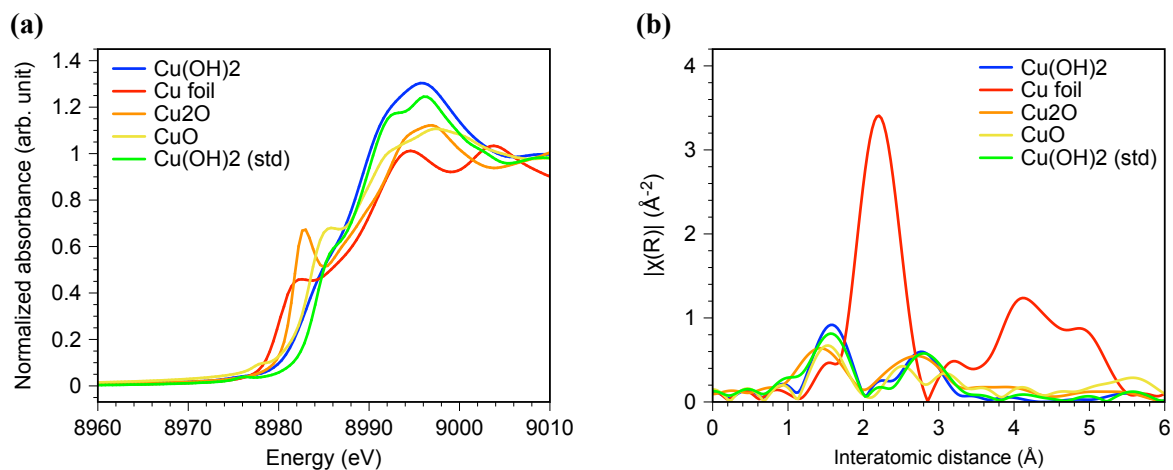 (a)
1.4
1.2
1
0.8
0.6
0.4
0.2
0
Normalized absorbance (arb. unit)
Cu(OH)2
Cu foil
Cu2O
CuO
Cu(OH)2 (std)
8960 8970 8980 8990 9000 9010
Energy (eV)
(b)
4
3
2
1
0
|χ(R)| (Å-2)
Cu(OH)2
Cu foil
Cu2O
CuO
Cu(OH)2 (std)
0 1 2 3 4 5 6
Interatomic distance (Å)